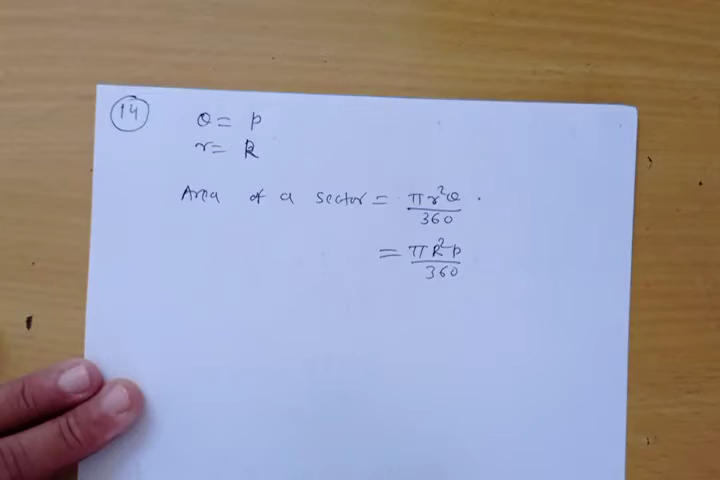 14
θ = p
r = R
Area of a sector = πr²θ/360
= πR²p/360